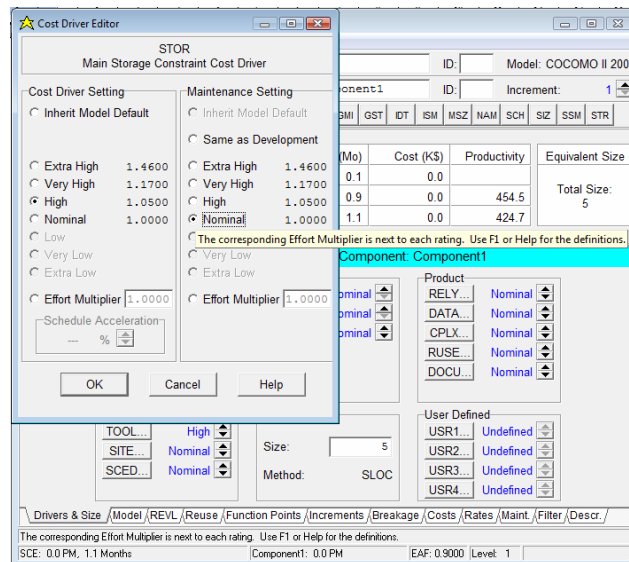 Cost Driver Editor
STOR
Main Storage Constraint Cost Driver
Cost Driver Setting
Inherit Model Default
Extra High 1.4600
Very High 1.1700
High 1.0500
Nominal 1.0000
Low
Very Low
Extra Low
Effort Multiplier 1.0000
Schedule Acceleration
--- %
Maintenance Setting
Inherit Model Default
Same as Development
Extra High 1.4600
Very High 1.1700
High 1.0500
Nominal 1.0000
The corresponding Effort Multiplier is next to each rating. Use F1 or Help for the definitions.
Very Low
Extra Low
Effort Multiplier 1.0000
OK Cancel Help
ID: Model: COCOMO II 200
onent1 ID: Increment: 1
GMI GST IDT ISM MSZ NAM SCH SIZ SSM STR
(Mo) Cost (K$) Productivity Equivalent Size
0.1 0.0
0.9 0.0 454.5
1.1 0.0 424.7
Total Size:
5
Component: Component1
ominal
ominal
ominal
Product
RELY... Nominal
DATA... Nominal
CPLX... Nominal
RUSE... Nominal
DOCU... Nominal
TOOL... High
SITE... Nominal
SCED... Nominal
Size: 5
Method: SLOC
User Defined
USR1... Undefined
USR2... Undefined
USR3... Undefined
USR4... Undefined
Drivers & Size Model REVL Reuse Function Points Increments Breakage Costs Rates Maint. Filter Descr.
The corresponding Effort Multiplier is next to each rating. Use F1 or Help for the definitions.
SCE: 0.0 PM, 1.1 Months Component1: 0.0 PM EAF: 0.9000 Level: 1